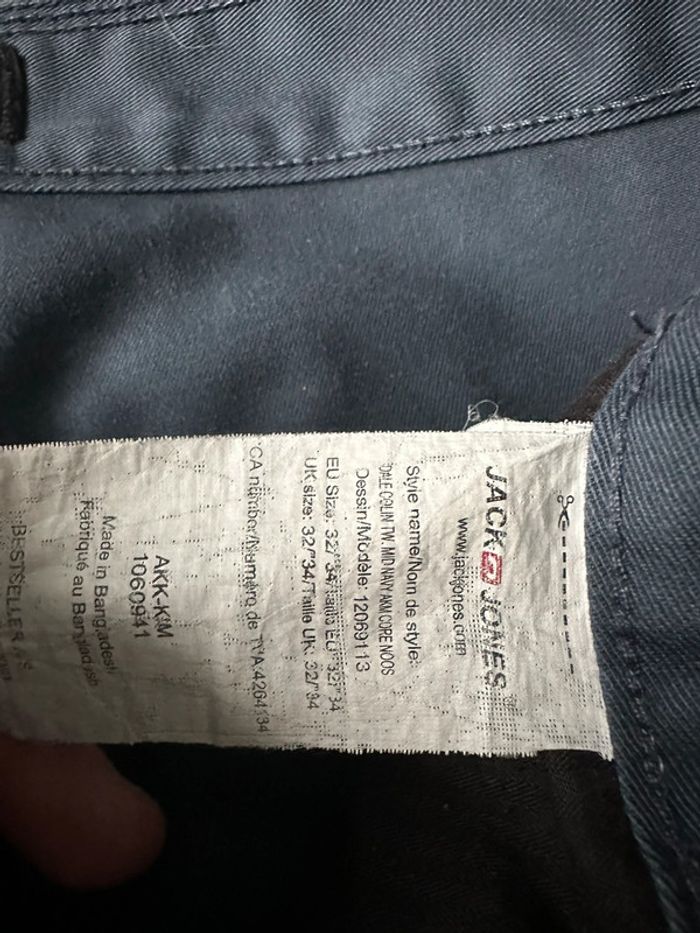 JACK JONES
www.jackjones.com
Style name/Nom de style:
DALE COLIN TW. MID NAVY AKM CORE NOOS
Dessin/Modèle: 12069113
EU Size: 32/"34/Taille EU: 32/"34
UK size: 32/"34/Taille UK: 32/"34
CA number/Numéro de
AKK-KM
1060941
Made in Bangladesh
Fabriqué au Bangladesh
BESTSELLER A/S